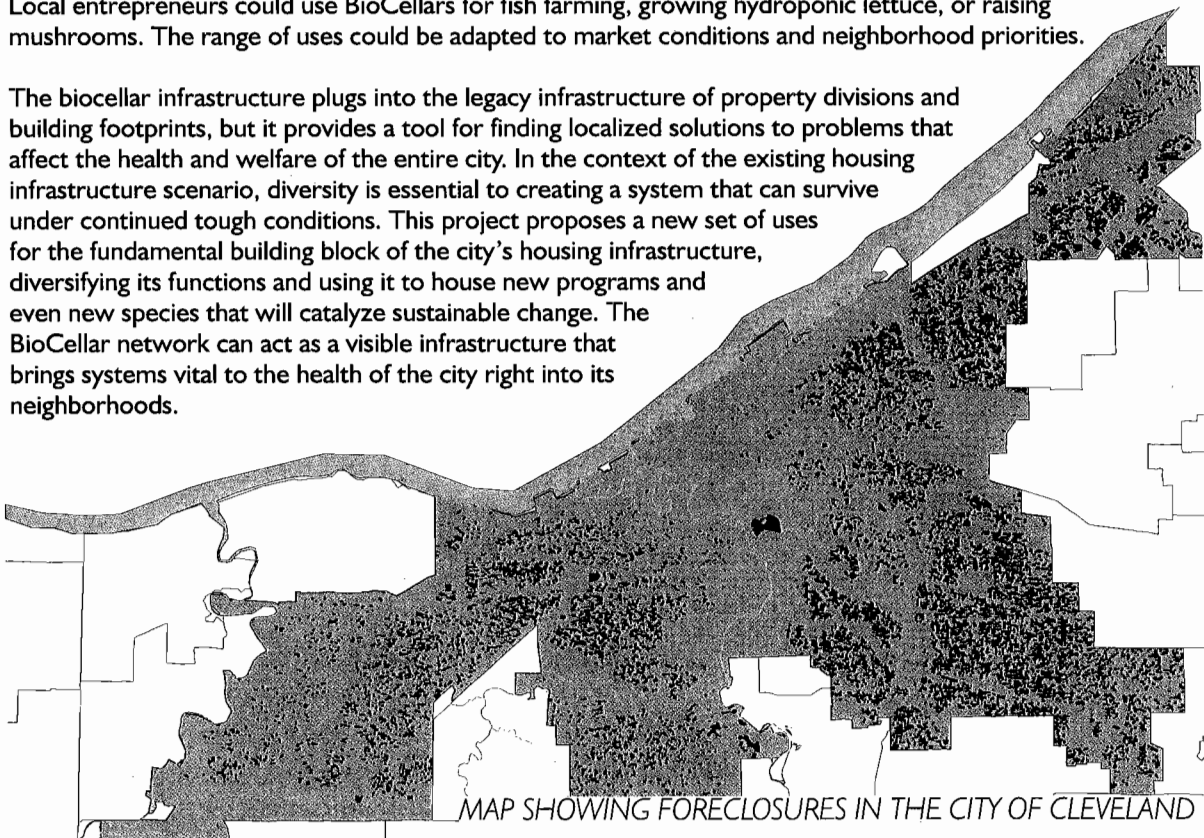 Local entrepreneurs could use BioCellars for fish farming, growing hydroponic lettuce, or raising
mushrooms. The range of uses could be adapted to market conditions and neighborhood priorities.
The biocellar infrastructure plugs into the legacy infrastructure of property divisions and
building footprints, but it provides a tool for finding localized solutions to problems that
affect the health and welfare of the entire city. In the context of the existing housing
infrastructure scenario, diversity is essential to creating a system that can survive
under continued tough conditions. This project proposes a new set of uses
for the fundamental building block of the city's housing infrastructure,
diversifying its functions and using it to house new programs and
even new species that will catalyze sustainable change. The
BioCellar network can act as a visible infrastructure that
brings systems vital to the health of the city right into its
neighborhoods.
MAP SHOWING FORECLOSURES IN THE CITY OF CLEVELAND